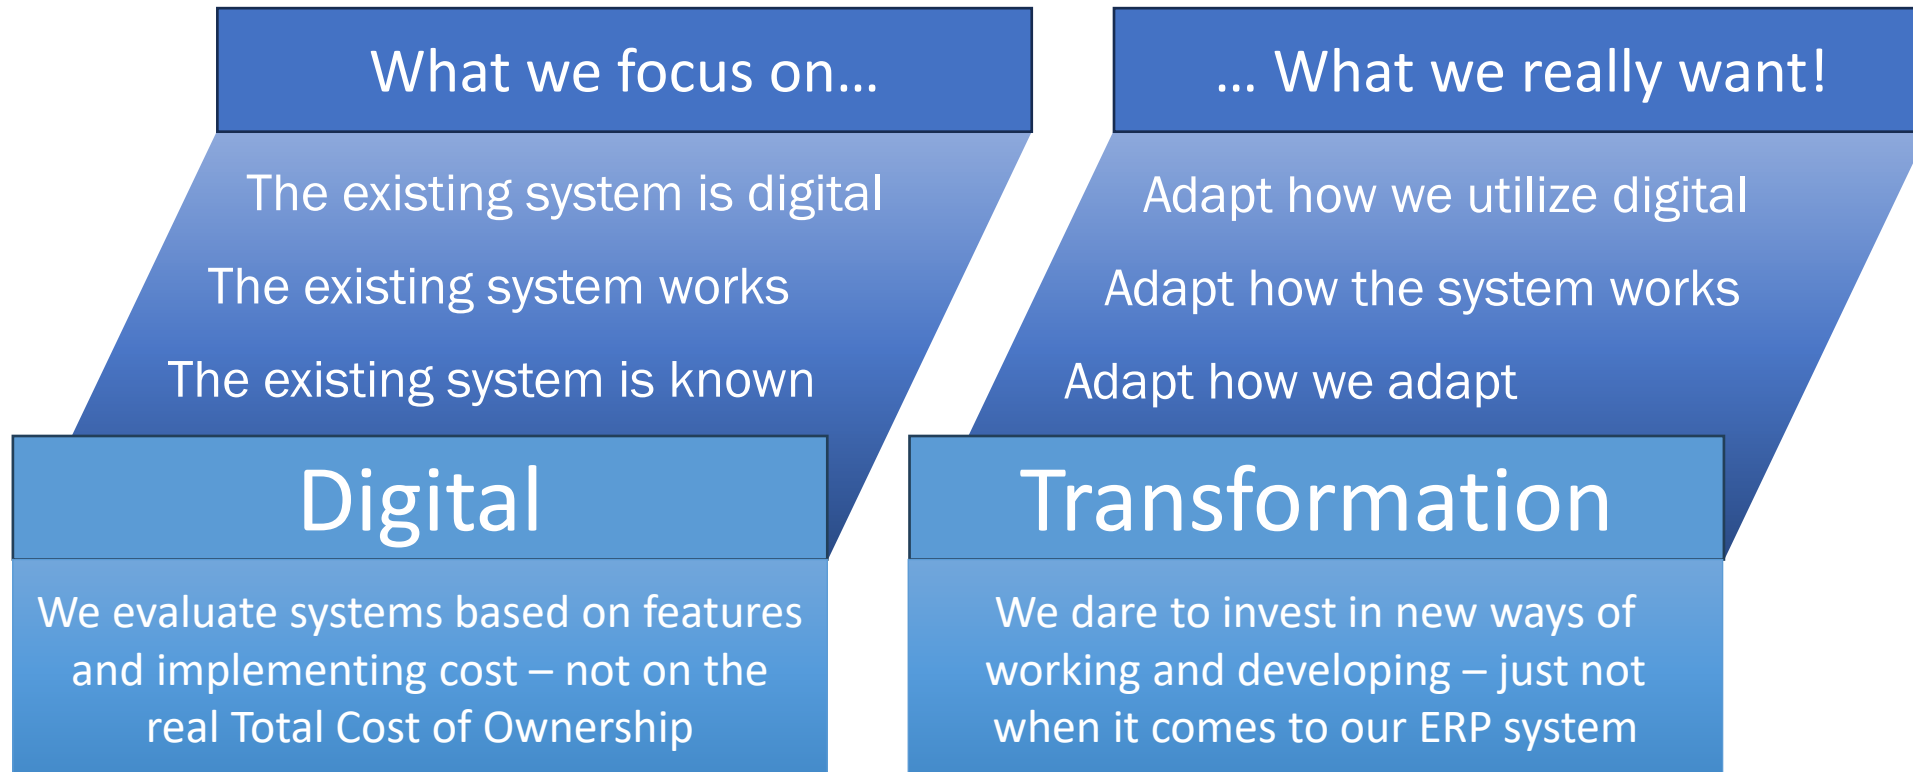 What we focus on…
The existing system is digital
The existing system works
The existing system is known
Digital
We evaluate systems based on features
and implementing cost – not on the
real Total Cost of Ownership
… What we really want!
Adapt how we utilize digital
Adapt how the system works
Adapt how we adapt
Transformation
We dare to invest in new ways of
working and developing – just not
when it comes to our ERP system